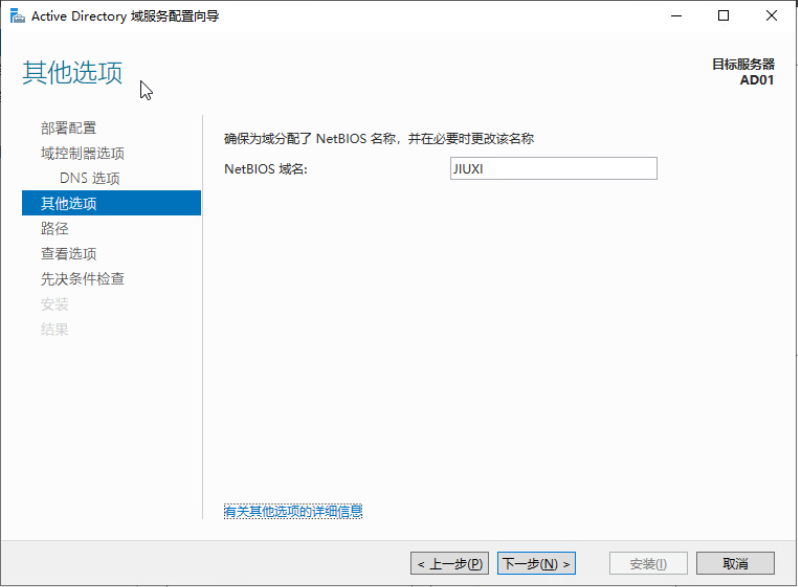 Active Directory 域服务配置向导
其他选项
目标服务器
AD01
部署配置
域控制器选项
DNS 选项
其他选项
路径
查看选项
先决条件检查
安装
结果
确保为域分配了 NetBIOS 名称，并在必要时更改该名称
NetBIOS 域名: JIUXI
有关其他选项的详细信息
< 上一步(P) 下一步(N) > 安装(I) 取消